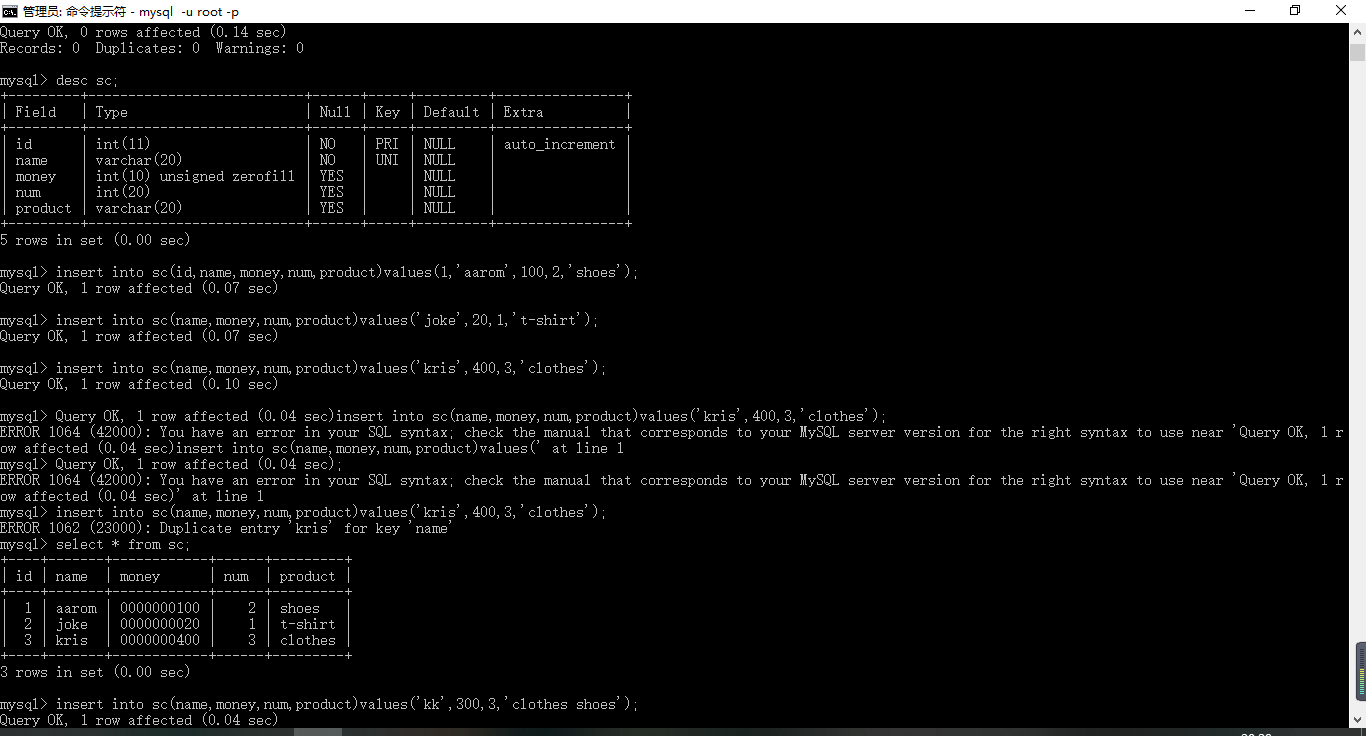 管理员: 命令提示符 - mysql  -u root -p
Query OK, 0 rows affected (0.14 sec)
Records: 0  Duplicates: 0  Warnings: 0
mysql> desc sc;
+---------+---------------------------+------+-----+---------+----------------+
| Field   | Type                      | Null | Key | Default | Extra          |
+---------+---------------------------+------+-----+---------+----------------+
| id      | int(11)                   | NO   | PRI | NULL    | auto_increment |
| name    | varchar(20)               | NO   | UNI | NULL    |                |
| money   | int(10) unsigned zerofill | YES  |     | NULL    |                |
| num     | int(20)                   | YES  |     | NULL    |                |
| product | varchar(20)               | YES  |     | NULL    |                |
+---------+---------------------------+------+-----+---------+----------------+
5 rows in set (0.00 sec)
mysql> insert into sc(id,name,money,num,product)values(1,'aarom',100,2,'shoes');
Query OK, 1 row affected (0.07 sec)
mysql> insert into sc(name,money,num,product)values('joke',20,1,'t-shirt');
Query OK, 1 row affected (0.07 sec)
mysql> insert into sc(name,money,num,product)values('kris',400,3,'clothes');
Query OK, 1 row affected (0.10 sec)
mysql> Query OK, 1 row affected (0.04 sec)insert into sc(name,money,num,product)values('kris',400,3,'clothes');
ERROR 1064 (42000): You have an error in your SQL syntax; check the manual that corresponds to your MySQL server version for the right syntax to use near 'Query OK, 1 r
ow affected (0.04 sec)insert into sc(name,money,num,product)values(' at line 1
mysql> Query OK, 1 row affected (0.04 sec);
ERROR 1064 (42000): You have an error in your SQL syntax; check the manual that corresponds to your MySQL server version for the right syntax to use near 'Query OK, 1 r
ow affected (0.04 sec)' at line 1
mysql> insert into sc(name,money,num,product)values('kris',400,3,'clothes');
ERROR 1062 (23000): Duplicate entry 'kris' for key 'name'
mysql> select * from sc;
+----+-------+------------+------+---------+
| id | name  | money      | num  | product |
+----+-------+------------+------+---------+
|  1 | aarom | 0000000100 |    2 | shoes   |
|  2 | joke  | 0000000020 |    1 | t-shirt |
|  3 | kris  | 0000000400 |    3 | clothes |
+----+-------+------------+------+---------+
3 rows in set (0.00 sec)
mysql> insert into sc(name,money,num,product)values('kk',300,3,'clothes shoes');
Query OK, 1 row affected (0.04 sec)